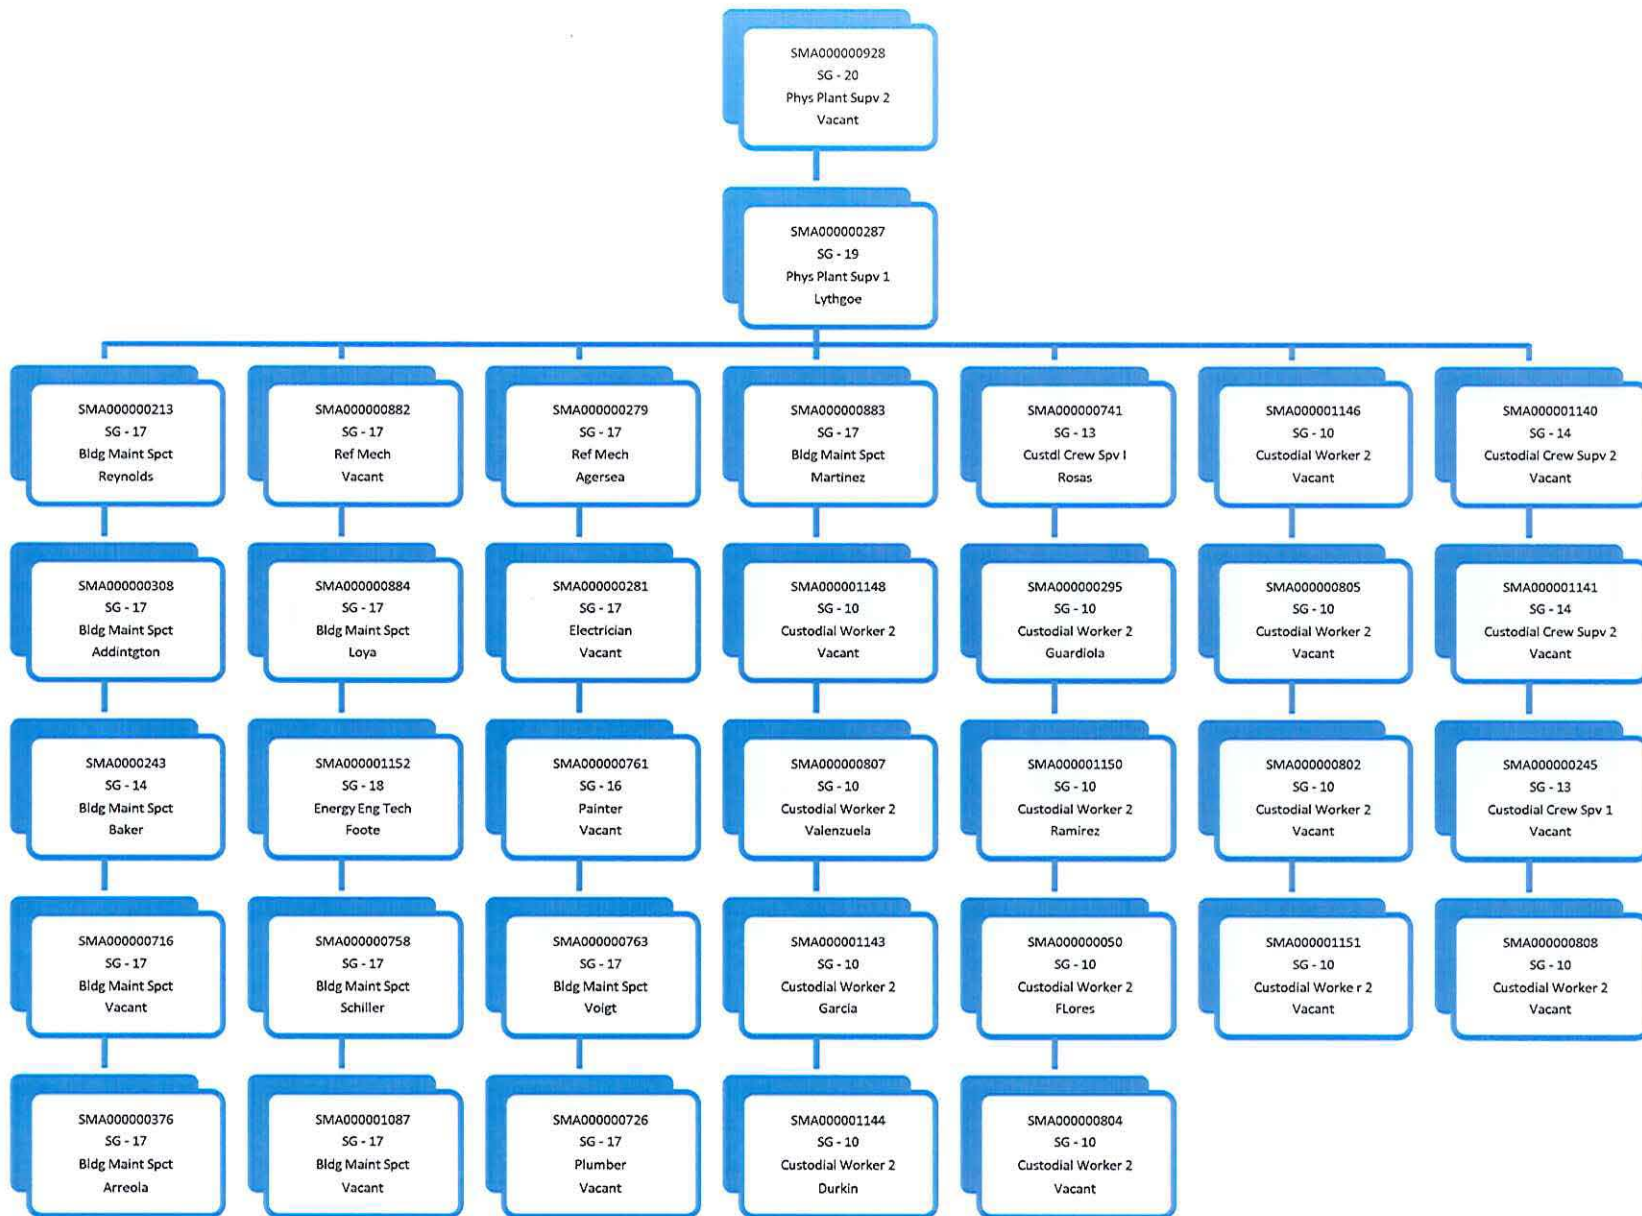 SMA000000928
SG - 20
Phys Plant Supv 2
Vacant
SMA000000287
SG - 19
Phys Plant Supv 1
Lythgoe
SMA000000213
SG - 17
Bldg Maint Spct
Reynolds
SMA000000882
SG - 17
Ref Mech
Vacant
SMA000000279
SG - 17
Ref Mech
Agersea
SMA000000883
SG - 17
Bldg Maint Spct
Martinez
SMA000000741
SG - 13
Custdl Crew Spv I
Rosas
SMA000001146
SG - 10
Custodial Worker 2
Vacant
SMA000001140
SG - 14
Custodial Crew Supv 2
Vacant
SMA000000308
SG - 17
Bldg Maint Spct
Addintgton
SMA000000884
SG - 17
Bldg Maint Spct
Loya
SMA000000281
SG - 17
Electrician
Vacant
SMA000001148
SG - 10
Custodial Worker 2
Vacant
SMA000000295
SG - 10
Custodial Worker 2
Guardiola
SMA000000805
SG - 10
Custodial Worker 2
Vacant
SMA000001141
SG - 14
Custodial Crew Supv 2
Vacant
SMA0000243
SG - 14
Bldg Maint Spct
Baker
SMA000001152
SG - 18
Energy Eng Tech
Foote
SMA000000761
SG - 16
Painter
Vacant
SMA000000807
SG - 10
Custodial Worker 2
Valenzuela
SMA000001150
SG - 10
Custodial Worker 2
Ramirez
SMA000000802
SG - 10
Custodial Worker 2
Vacant
SMA000000245
SG - 13
Custodial Crew Spv 1
Vacant
SMA000000716
SG - 17
Bldg Maint Spct
Vacant
SMA000000758
SG - 17
Bldg Maint Spct
Schiller
SMA000000763
SG - 17
Bldg Maint Spct
Voigt
SMA000001143
SG - 10
Custodial Worker 2
Garcia
SMA000000050
SG - 10
Custodial Worker 2
FLores
SMA000001151
SG - 10
Custodial Worke r 2
Vacant
SMA000000808
SG - 10
Custodial Worker 2
Vacant
SMA000000376
SG - 17
Bldg Maint Spct
Arreola
SMA000001087
SG - 17
Bldg Maint Spct
Vacant
SMA000000726
SG - 17
Plumber
Vacant
SMA000001144
SG - 10
Custodial Worker 2
Durkin
SMA000000804
SG - 10
Custodial Worker 2
Vacant